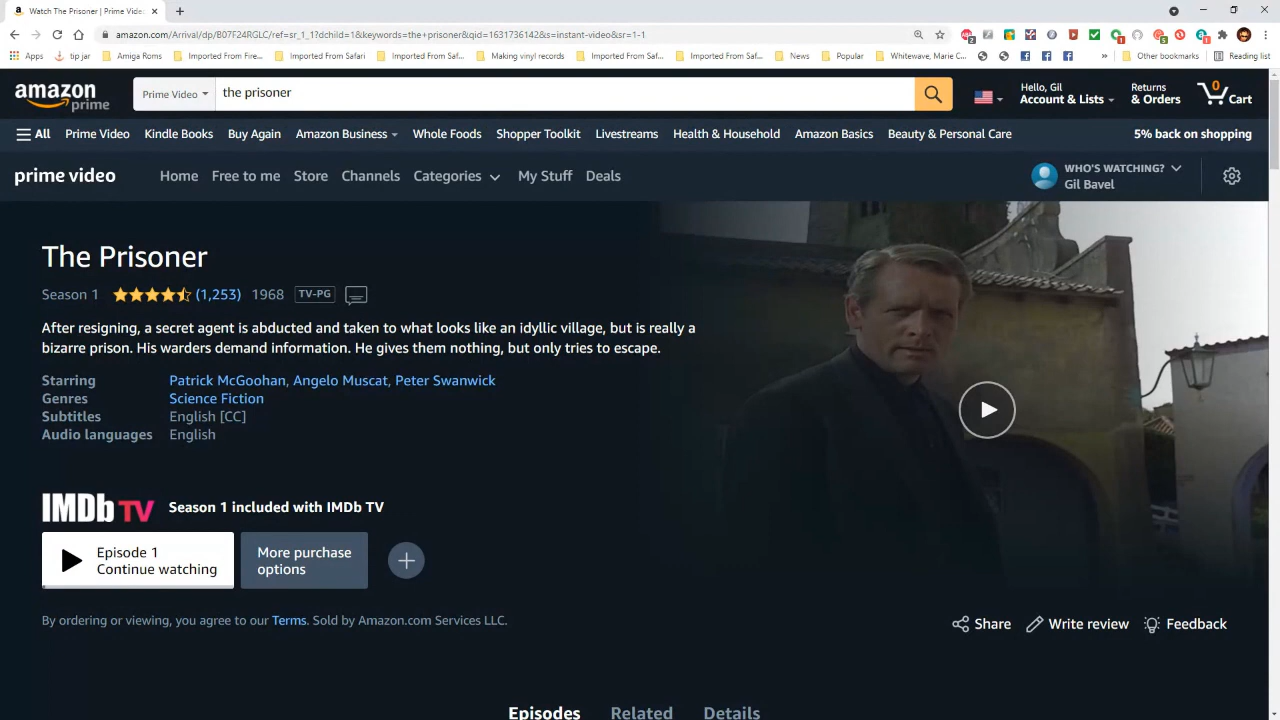 Watch The Prisoner | Prime Video
amazon.com/Arrival/dp/B07F24RGLC/ref=sr_1_1?dchild=1&keywords=the+prisoner&qid=1631736142&s=instant-video&sr=1-1
Apps tip jar Amiga Roms Imported From Fire... Imported From Safari Imported From Saf... Making vinyl records Imported From Saf... News Popular Whitewave, Marie C... » Other bookmarks Reading list
amazon prime
Prime Video
the prisoner
Hello, Gil
Account & Lists
Returns
& Orders
0
Cart
All Prime Video Kindle Books Buy Again Amazon Business Whole Foods Shopper Toolkit Livestreams Health & Household Amazon Basics Beauty & Personal Care 5% back on shopping
prime video Home Free to me Store Channels Categories My Stuff Deals
WHO'S WATCHING?
Gil Bavel
The Prisoner
Season 1 (1,253) 1968 TV-PG
After resigning, a secret agent is abducted and taken to what looks like an idyllic village, but is really a
bizarre prison. His warders demand information. He gives them nothing, but only tries to escape.
Starring Patrick McGoohan, Angelo Muscat, Peter Swanwick
Genres Science Fiction
Subtitles English [CC]
Audio languages English
IMDb TV Season 1 included with IMDb TV
Episode 1
Continue watching
More purchase
options
By ordering or viewing, you agree to our Terms. Sold by Amazon.com Services LLC.
Share Write review Feedback
Episodes Related Details